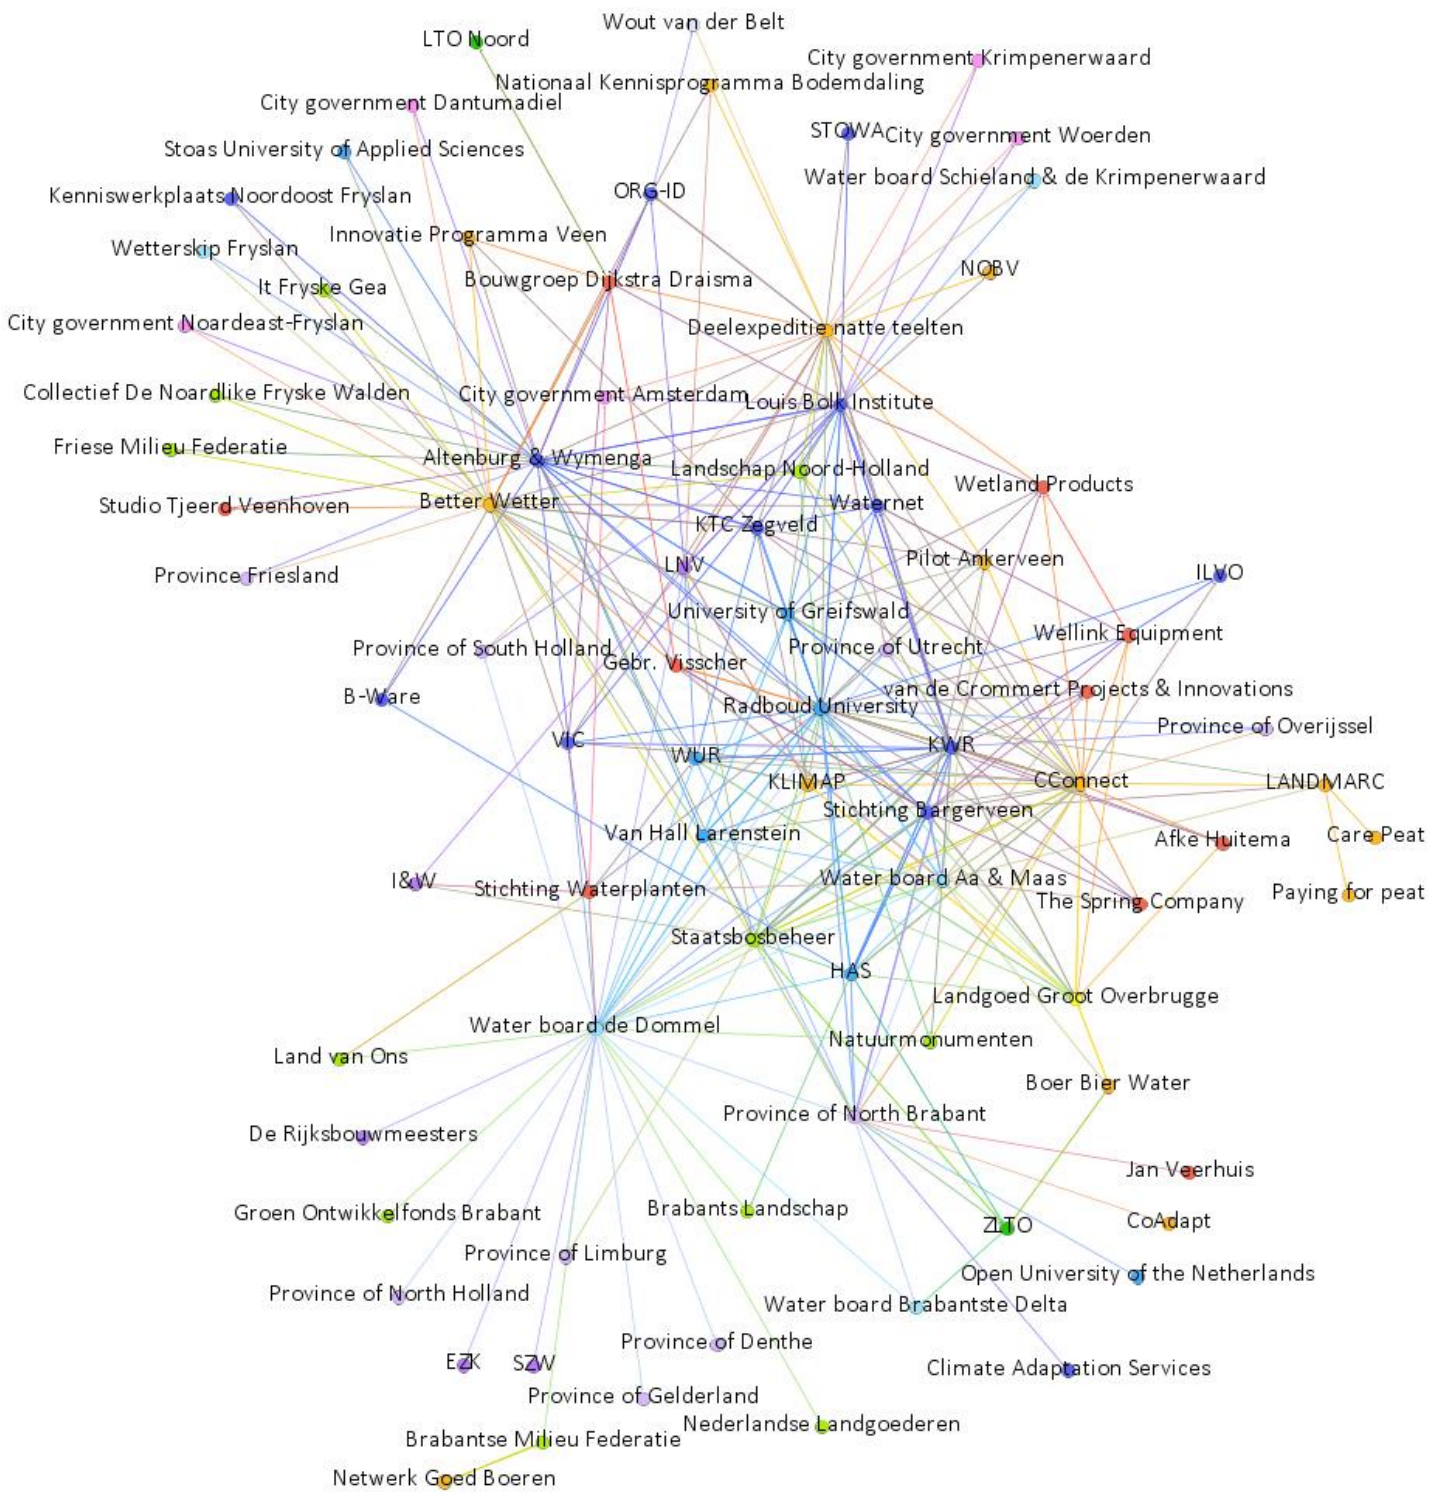 Wout van der Belt
LTO Noord
City government Krimpenerwaard
Nationaal Kennisprogramma Bodemdaling
City government Dantumadiel
STOWA
City government Woerden
Stoas University of Applied Sciences
Water board Schieland & de Krimpenerwaard
Kenniswerkplaats Noordoost Fryslan
ORG-ID
Innovatie Programma Veen
Wetterskip Fryslan
NOBV
Bouwgroep Dijkstra Draisma
It Fryske Gea
City government Noardeast-Fryslan
Deelexpeditie natte teelten
Collectief De Noardlike Fryske Walden
City government Amsterdam
Louis Bolk Institute
Friese Milieu Federatie
Altenburg & Wymenga
Landschap Noord-Holland
Wetland Products
Studio Tjeerd Veenhoven
Better Wetter
Waternet
KTC Zegveld
Pilot Ankerveen
LNV
ILVO
Province Friesland
University of Greifswald
Wellink Equipment
Province of South Holland
Province of Utrecht
Gebr. Visscher
van de Crommert Projects & Innovations
B-Ware
Radboud University
Province of Overijssel
VIC
KWR
WUR
KLIMAP
CConnect
LANDMARC
Stichting Bargerveen
Van Hall Larenstein
Afke Huitema
Care Peat
I&W
Stichting Waterplanten
Water board Aa & Maas
Paying for peat
The Spring Company
Staatsbosbeheer
HAS
Landgoed Groot Overbrugge
Water board de Dommel
Natuurmonumenten
Land van Ons
Boer Bier Water
Province of North Brabant
De Rijksbouwmeesters
Jan Veerhuis
Groen Ontwikkelfonds Brabant
Brabants Landschap
ZLTO
CoAdapt
Province of Limburg
Open University of the Netherlands
Province of North Holland
Water board Brabantste Delta
Province of Denthe
EZK
SZW
Climate Adaptation Services
Province of Gelderland
Nederlandse Landgoederen
Brabantse Milieu Federatie
Netwerk Goed Boeren